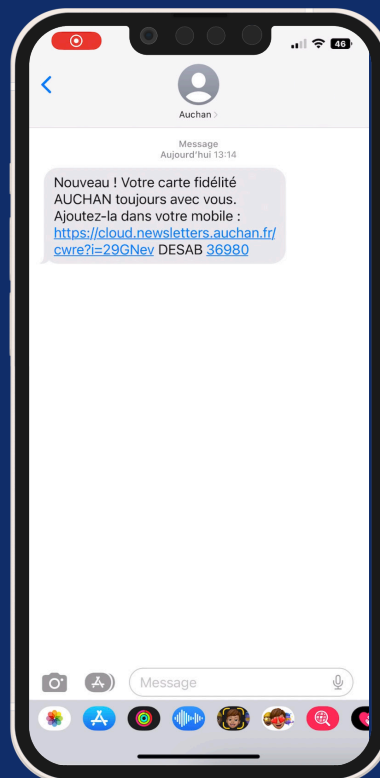 46
Auchan
Message
Aujourd'hui 13:14
Nouveau ! Votre carte fidélité
AUCHAN toujours avec vous.
Ajoutez-la dans votre mobile :
https://cloud.newsletters.auchan.fr/
cwre?i=29GNev DESAB 36980
Message